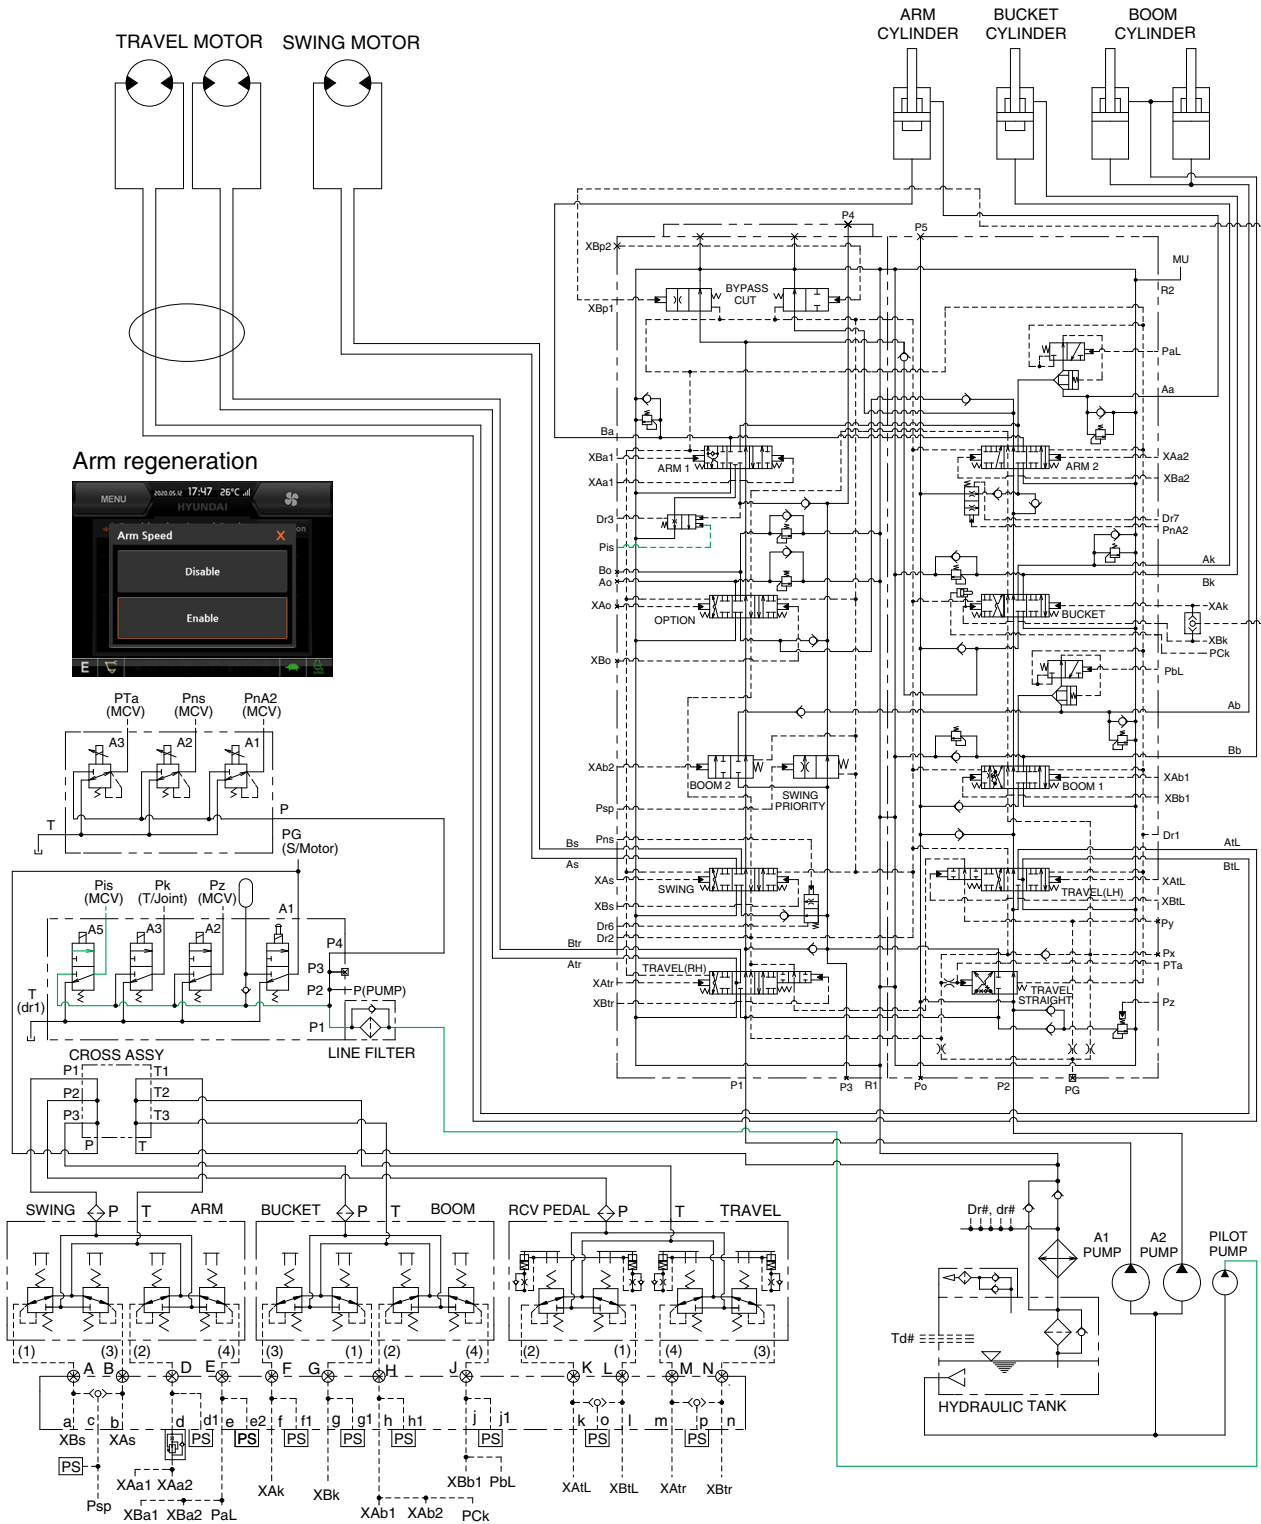 ARM
CYLINDER
BUCKET
CYLINDER
BOOM
CYLINDER
TRAVEL MOTOR
SWING MOTOR
P4
P5
XBp2
MU
BYPASS
CUT
R2
XBp1
PaL
Aa
Ba
XBa1
ARM 1
ARM 2
XAa2
XAa1
XBa2
Dr3
Dr7
PnA2
Pis
Bo
Ao
Ak
Bk
XAo
OPTION
BUCKET
XAk
XBo
XBk
PCk
PbL
Ab
Bb
XAb2
BOOM 2
SWING
PRIORITY
BOOM 1
XAb1
XBb1
Psp
Pns
Dr1
Bs
As
AtL
BtL
XAs
SWING
TRAVEL(LH)
XAtL
XBs
XBtL
Dr6
Dr2
Py
Btr
Atr
TRAVEL(RH)
Px
PTa
XAtr
XBtr
TRAVEL
STRAIGHT
Pz
P1
P3
R1
Po
P2
PG
Arm regeneration
MENU
2020.05.12 17:47 26°C
HYUNDAI
on
Arm Speed X
Disable
Enable
E
PTa
(MCV)
Pns
(MCV)
PnA2
(MCV)
A3
A2
A1
P
T
PG
(S/Motor)
Pis
(MCV)
Pk
(T/Joint)
Pz
(MCV)
A1
A5
A3
A2
P4
P3
P2
P(PUMP)
T
(dr1)
P1
LINE FILTER
CROSS ASSY
P1
T1
P2
T2
P3
T3
P
T
SWING
P
T
ARM
BUCKET
P
T
BOOM
RCV PEDAL
P
T
TRAVEL
Dr#, dr#
A1
PUMP
A2
PUMP
PILOT
PUMP
Td#
HYDRAULIC TANK
(1)
(3)
(2)
(4)
(3)
(1)
(2)
(4)
(2)
(1)
(4)
(3)
A
B
D
E
F
G
H
J
K
L
M
N
a
c
b
d
d1
e
e2
f
f1
g
g1
h
h1
j
j1
k
o
l
m
p
n
XBs
XAs
PS
PS
PS
PS
PS
PS
PS
PS
PS
XAa1
XAa2
Psp
XBa1
XBa2
PaL
XAk
XBk
XAb1
XAb2
PCk
XBb1
PbL
XAtL
XBtL
XAtr
XBtr